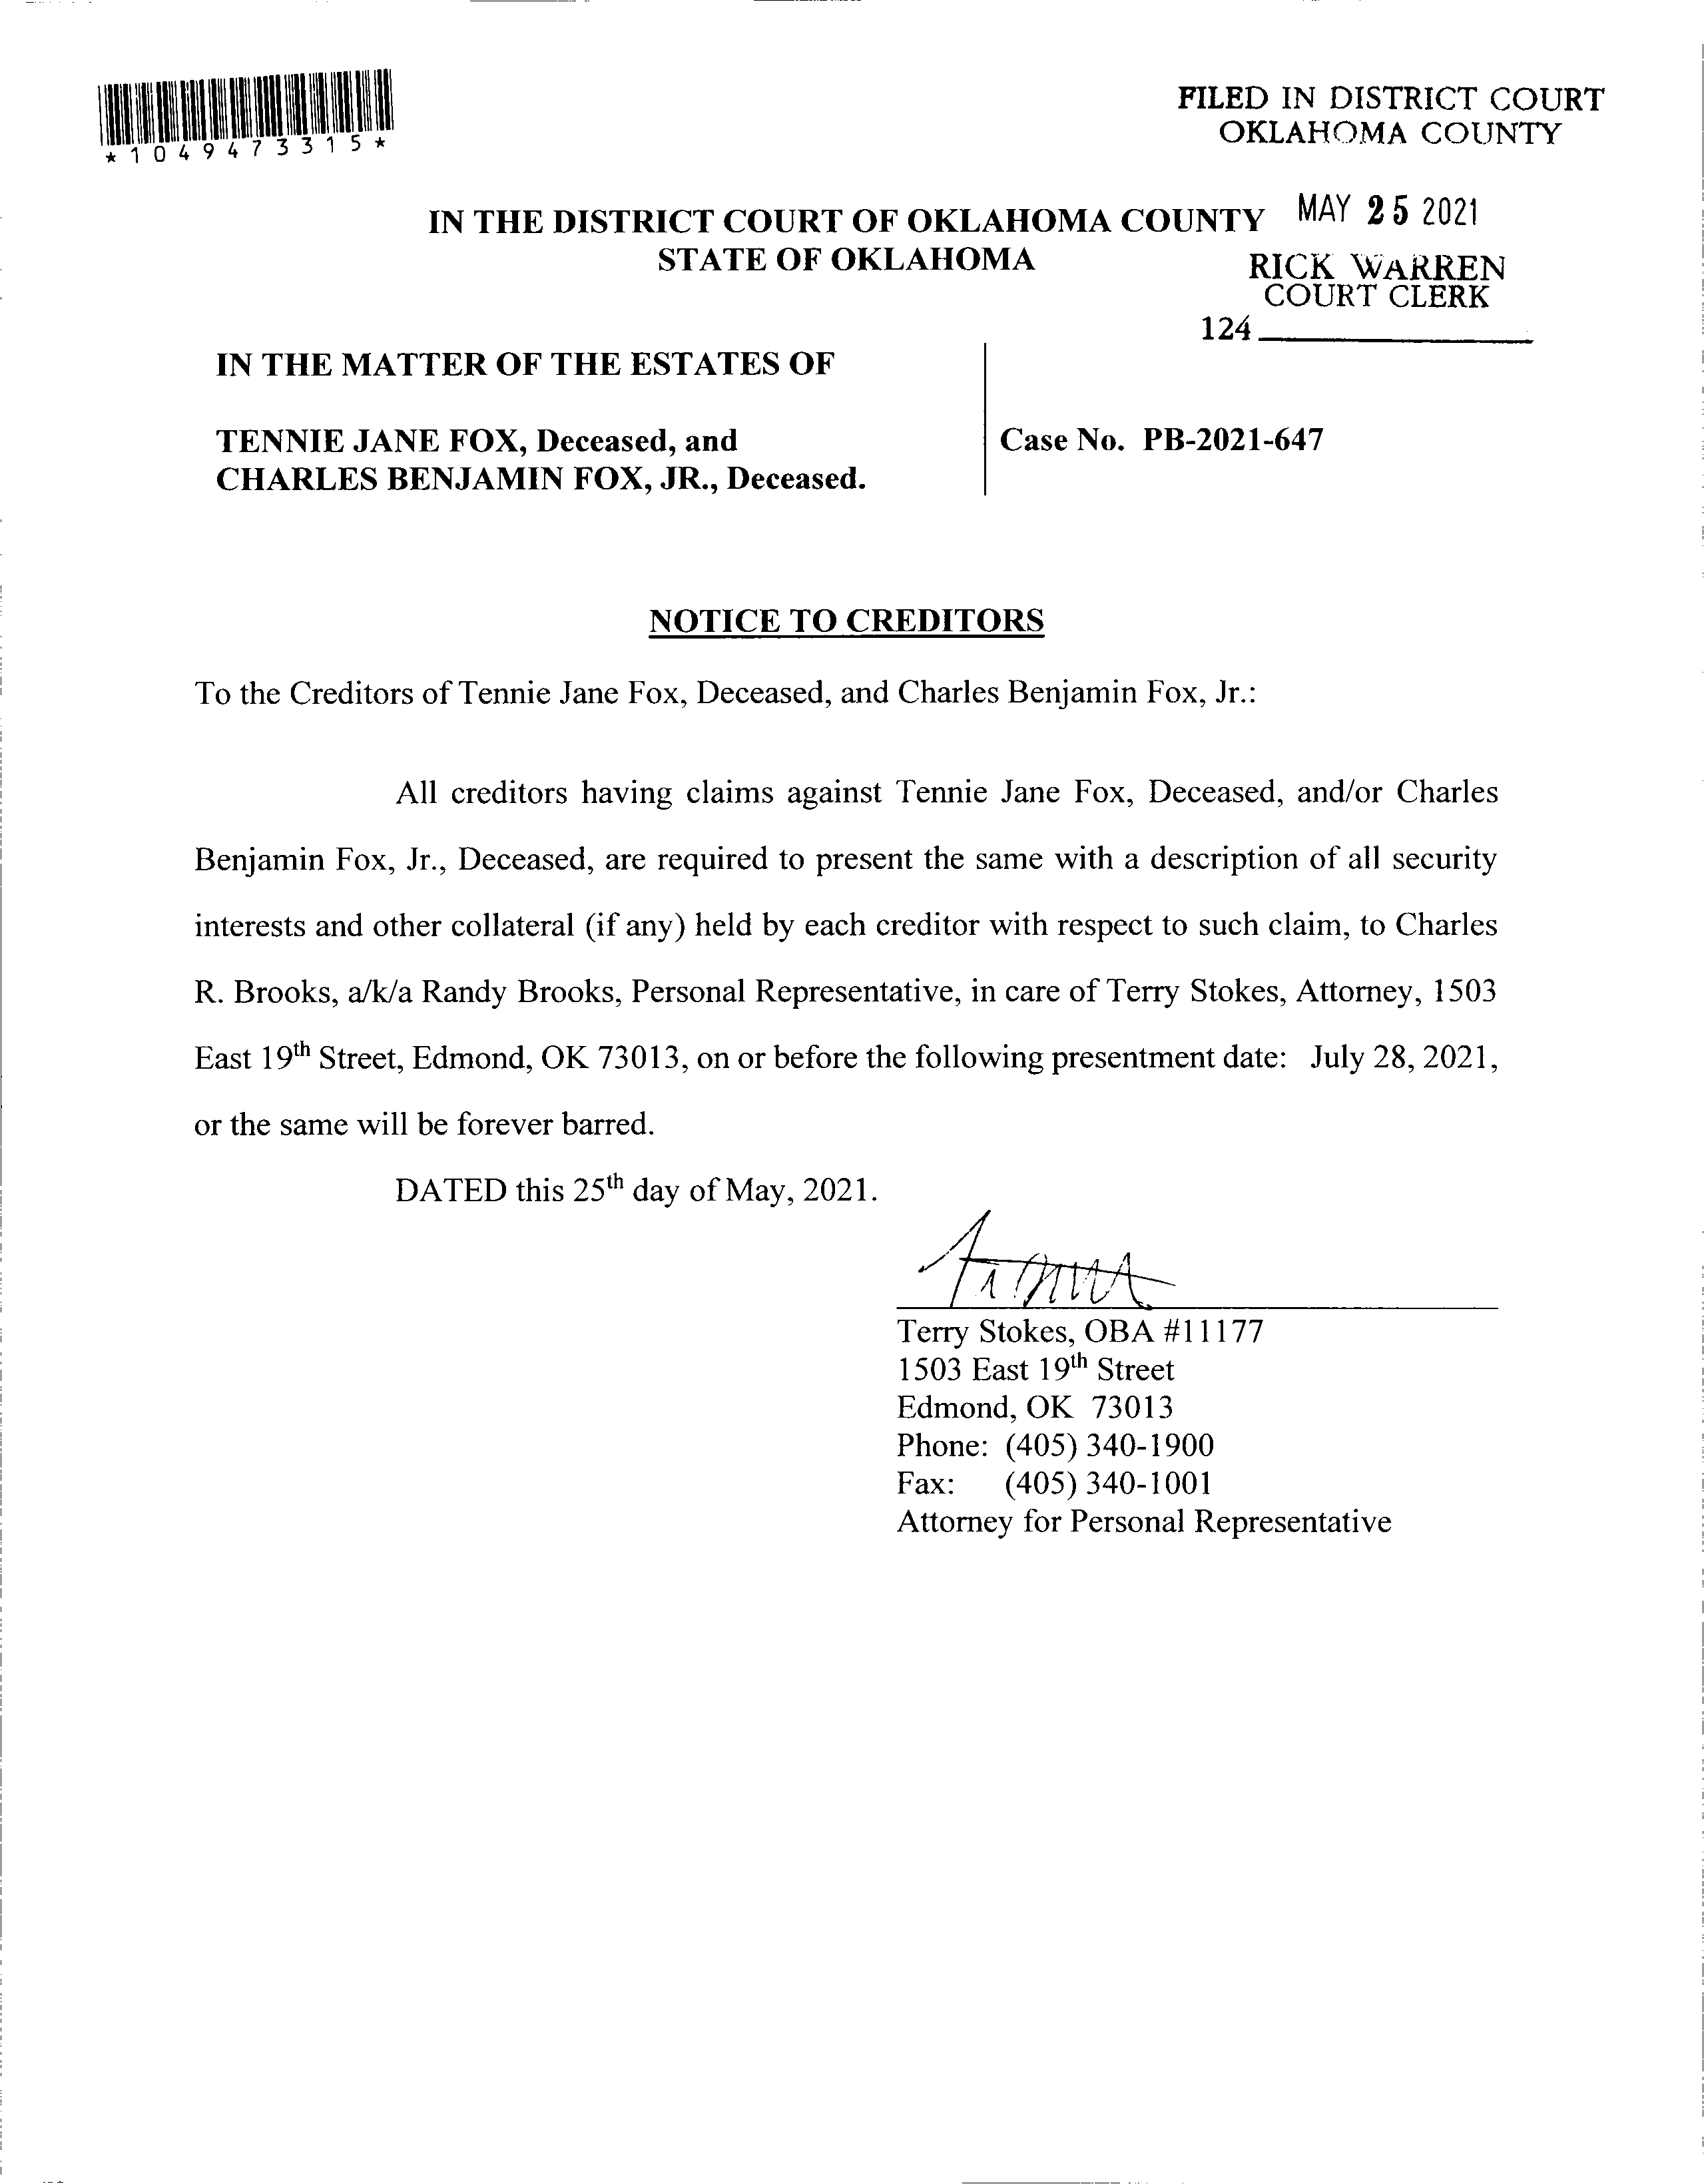 *1049473315*
FILED IN DISTRICT COURT
OKLAHOMA COUNTY
MAY 25 2021
RICK WARREN
COURT CLERK
124
IN THE DISTRICT COURT OF OKLAHOMA COUNTY
STATE OF OKLAHOMA
IN THE MATTER OF THE ESTATES OF
TENNIE JANE FOX, Deceased, and
CHARLES BENJAMIN FOX, JR., Deceased.
Case No. PB-2021-647
NOTICE TO CREDITORS
To the Creditors of Tennie Jane Fox, Deceased, and Charles Benjamin Fox, Jr.:
All creditors having claims against Tennie Jane Fox, Deceased, and/or Charles
Benjamin Fox, Jr., Deceased, are required to present the same with a description of all security
interests and other collateral (if any) held by each creditor with respect to such claim, to Charles
R. Brooks, a/k/a Randy Brooks, Personal Representative, in care of Terry Stokes, Attorney, 1503
East 19th Street, Edmond, OK 73013, on or before the following presentment date: July 28, 2021,
or the same will be forever barred.
DATED this 25th day of May, 2021.
Terry Stokes, OBA #11177
1503 East 19th Street
Edmond, OK 73013
Phone: (405) 340-1900
Fax: (405) 340-1001
Attorney for Personal Representative